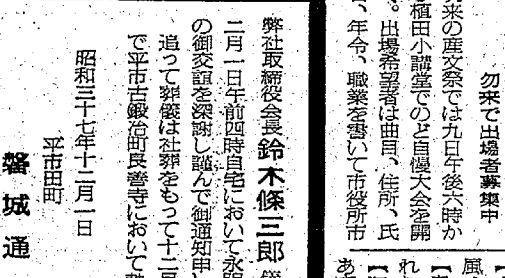 勿来で出場者募集中
来の産文祭では九日午後六時か
植田小講堂でのど自慢大会を開
。出場希望者は曲目、住所、氏
、年令、職業を書いて市役所市
風
【
れ
【
あ
弊社取締役会長鈴木條三郎儀
二月一日午前四時自宅において永眠
の御交誼を深謝し謹んで御通知申し
追って葬儀は社葬をもって十二
で平市古鍛冶町良善寺において執
昭和三十七年十二月一日
平市田町
磐城通